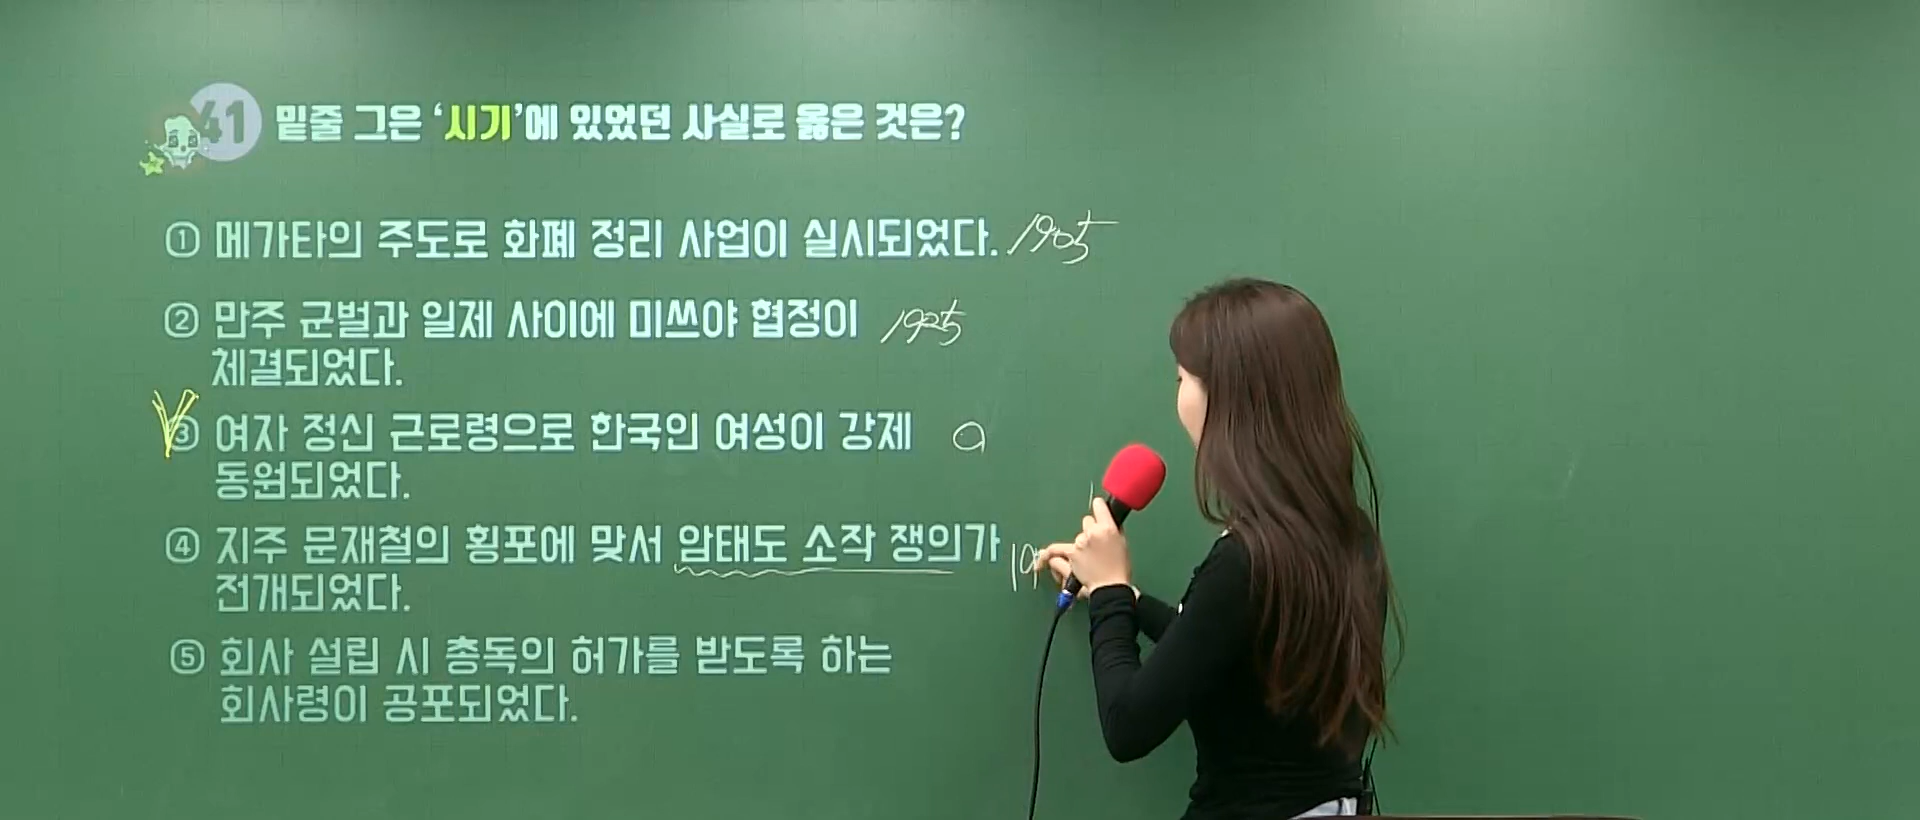 41 밑줄 그은 '시기'에 있었던 사실로 옳은 것은?
① 메가타의 주도로 화폐 정리 사업이 실시되었다. 1905
② 만주 군벌과 일제 사이에 미쓰야 협정이 1925
체결되었다.
③ 여자 정신 근로령으로 한국인 여성이 강제
동원되었다.
④ 지주 문재철의 횡포에 맞서 암태도 소작 쟁의가 19
전개되었다.
⑤ 회사 설립 시 총독의 허가를 받도록 하는
회사령이 공포되었다.